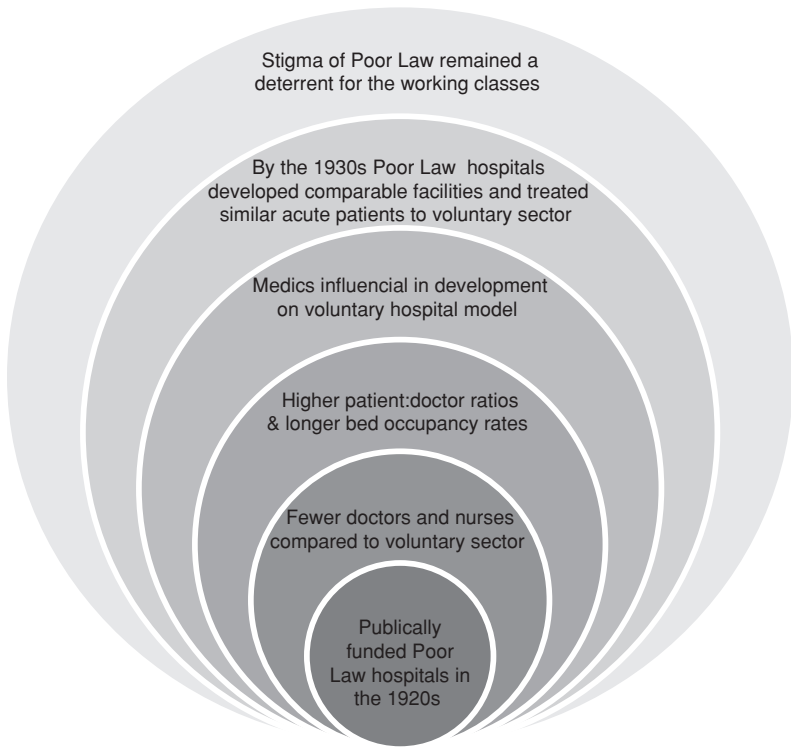 Stigma of Poor Law remained a
deterrent for the working classes
By the 1930s Poor Law hospitals
developed comparable facilities and treated
similar acute patients to voluntary sector
Medics influencial in development
on voluntary hospital model
Higher patient:doctor ratios
& longer bed occupancy rates
Fewer doctors and nurses
compared to voluntary sector
Publically
funded Poor
Law hospitals in
the 1920s